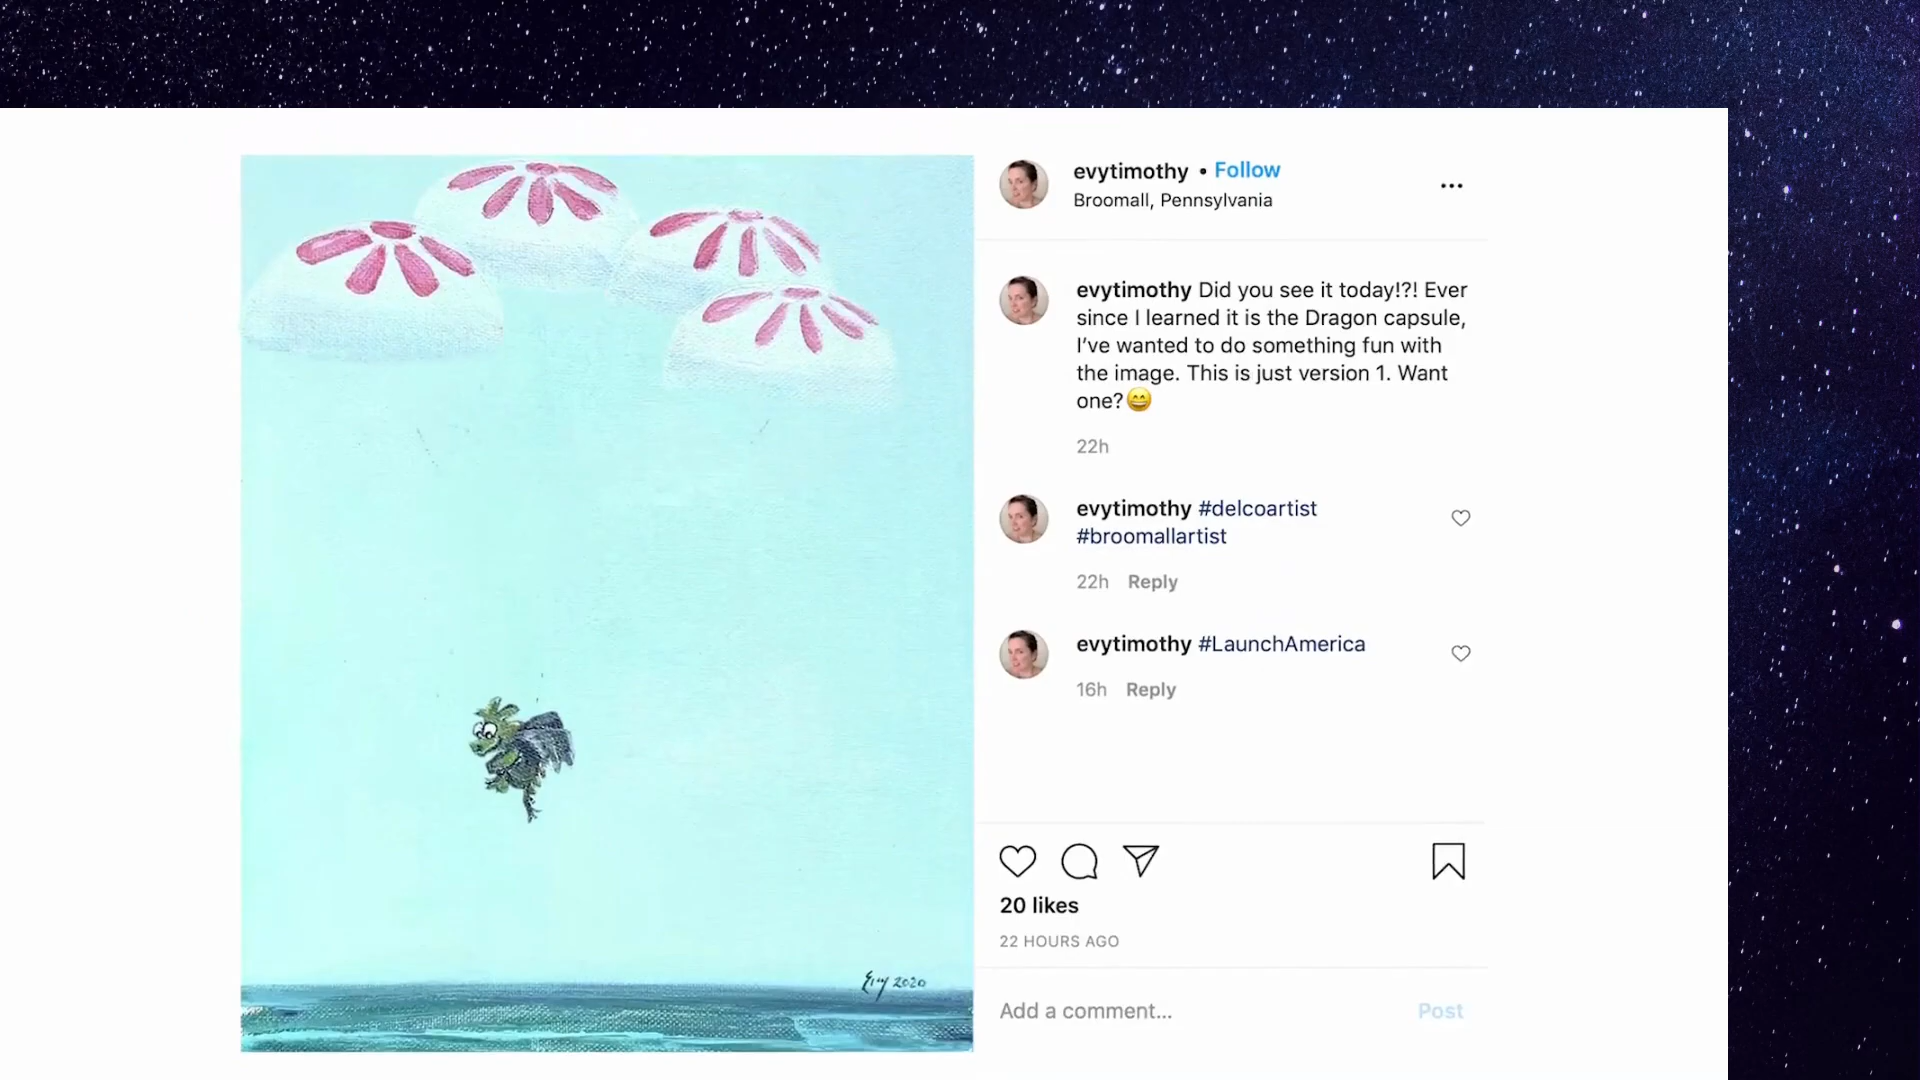 evytimothy • Follow
Broomall, Pennsylvania
evytimothy Did you see it today!?! Ever
since I learned it is the Dragon capsule,
I’ve wanted to do something fun with
the image. This is just version 1. Want
one?😄
22h
evytimothy #delcoartist
#broomallartist
22h Reply
evytimothy #LaunchAmerica
16h Reply
20 likes
22 HOURS AGO
Add a comment... Post
Evy 2020